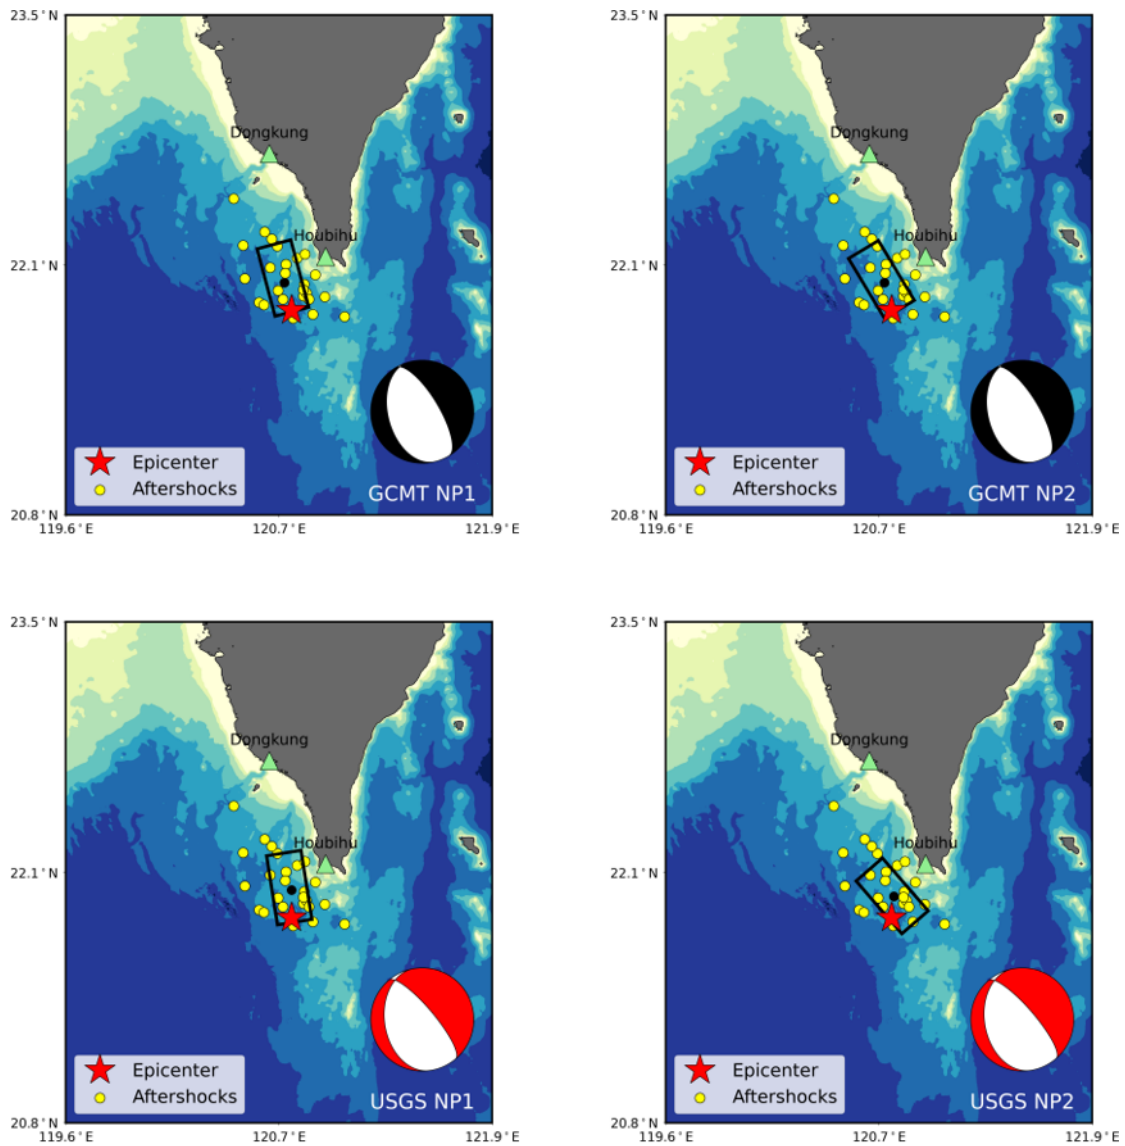 23.5°N
Dongkung
Houbihu
22.1°N
Epicenter
Aftershocks
GCMT NP1
20.8°N
119.6°E 120.7°E 121.9°E
23.5°N
Dongkung
Houbihu
22.1°N
Epicenter
Aftershocks
GCMT NP2
20.8°N
119.6°E 120.7°E 121.9°E
23.5°N
Dongkung
Houbihu
22.1°N
Epicenter
Aftershocks
USGS NP1
20.8°N
119.6°E 120.7°E 121.9°E
23.5°N
Dongkung
Houbihu
22.1°N
Epicenter
Aftershocks
USGS NP2
20.8°N
119.6°E 120.7°E 121.9°E